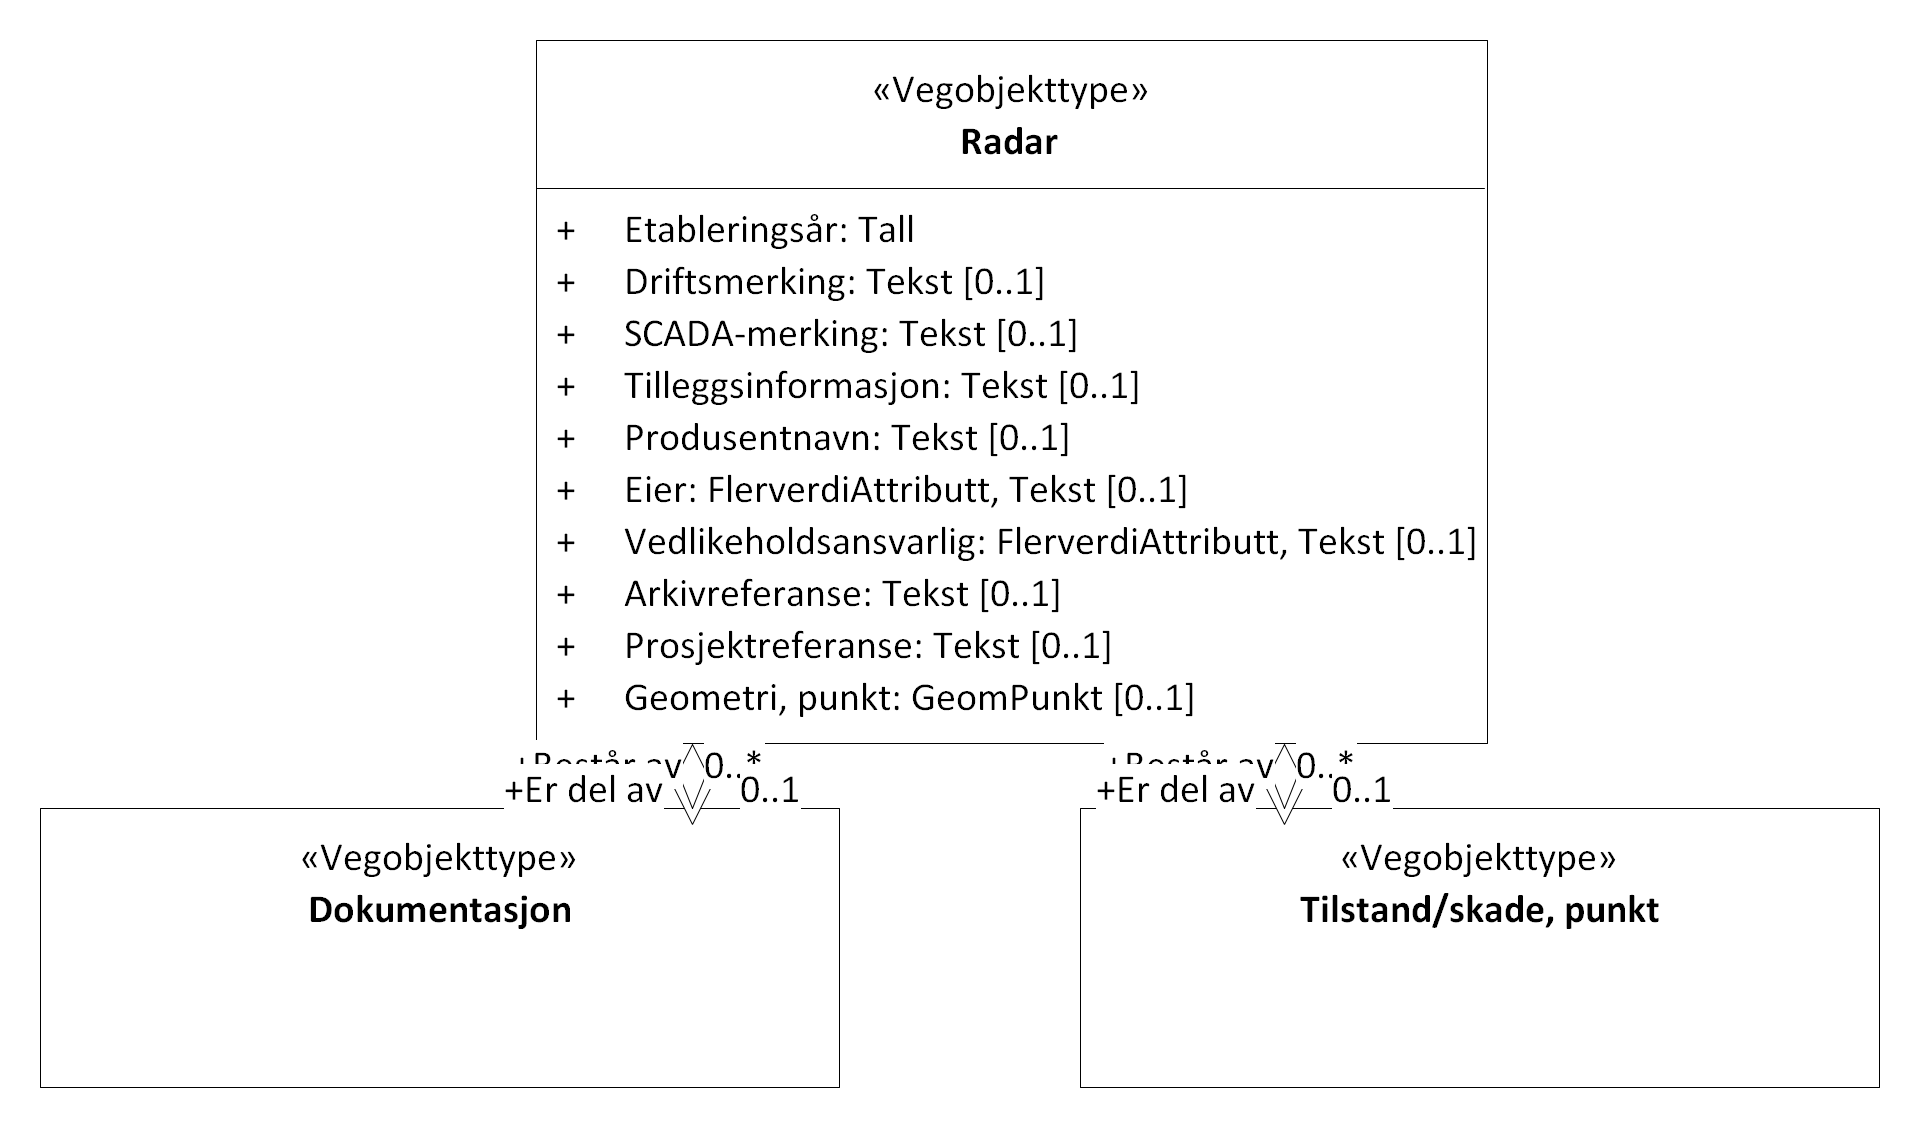 «Vegobjekttype»
Radar
+ Etableringsår: Tall
+ Driftsmerking: Tekst [0..1]
+ SCADA-merking: Tekst [0..1]
+ Tilleggsinformasjon: Tekst [0..1]
+ Produsentnavn: Tekst [0..1]
+ Eier: FlerverdiAttributt, Tekst [0..1]
+ Vedlikeholdsansvarlig: FlerverdiAttributt, Tekst [0..1]
+ Arkivreferanse: Tekst [0..1]
+ Prosjektreferanse: Tekst [0..1]
+ Geometri, punkt: GeomPunkt [0..1]
+Består av 0..* +Består av 0..*
+Er del av 0..1 +Er del av 0..1
«Vegobjekttype»
Dokumentasjon
«Vegobjekttype»
Tilstand/skade, punkt